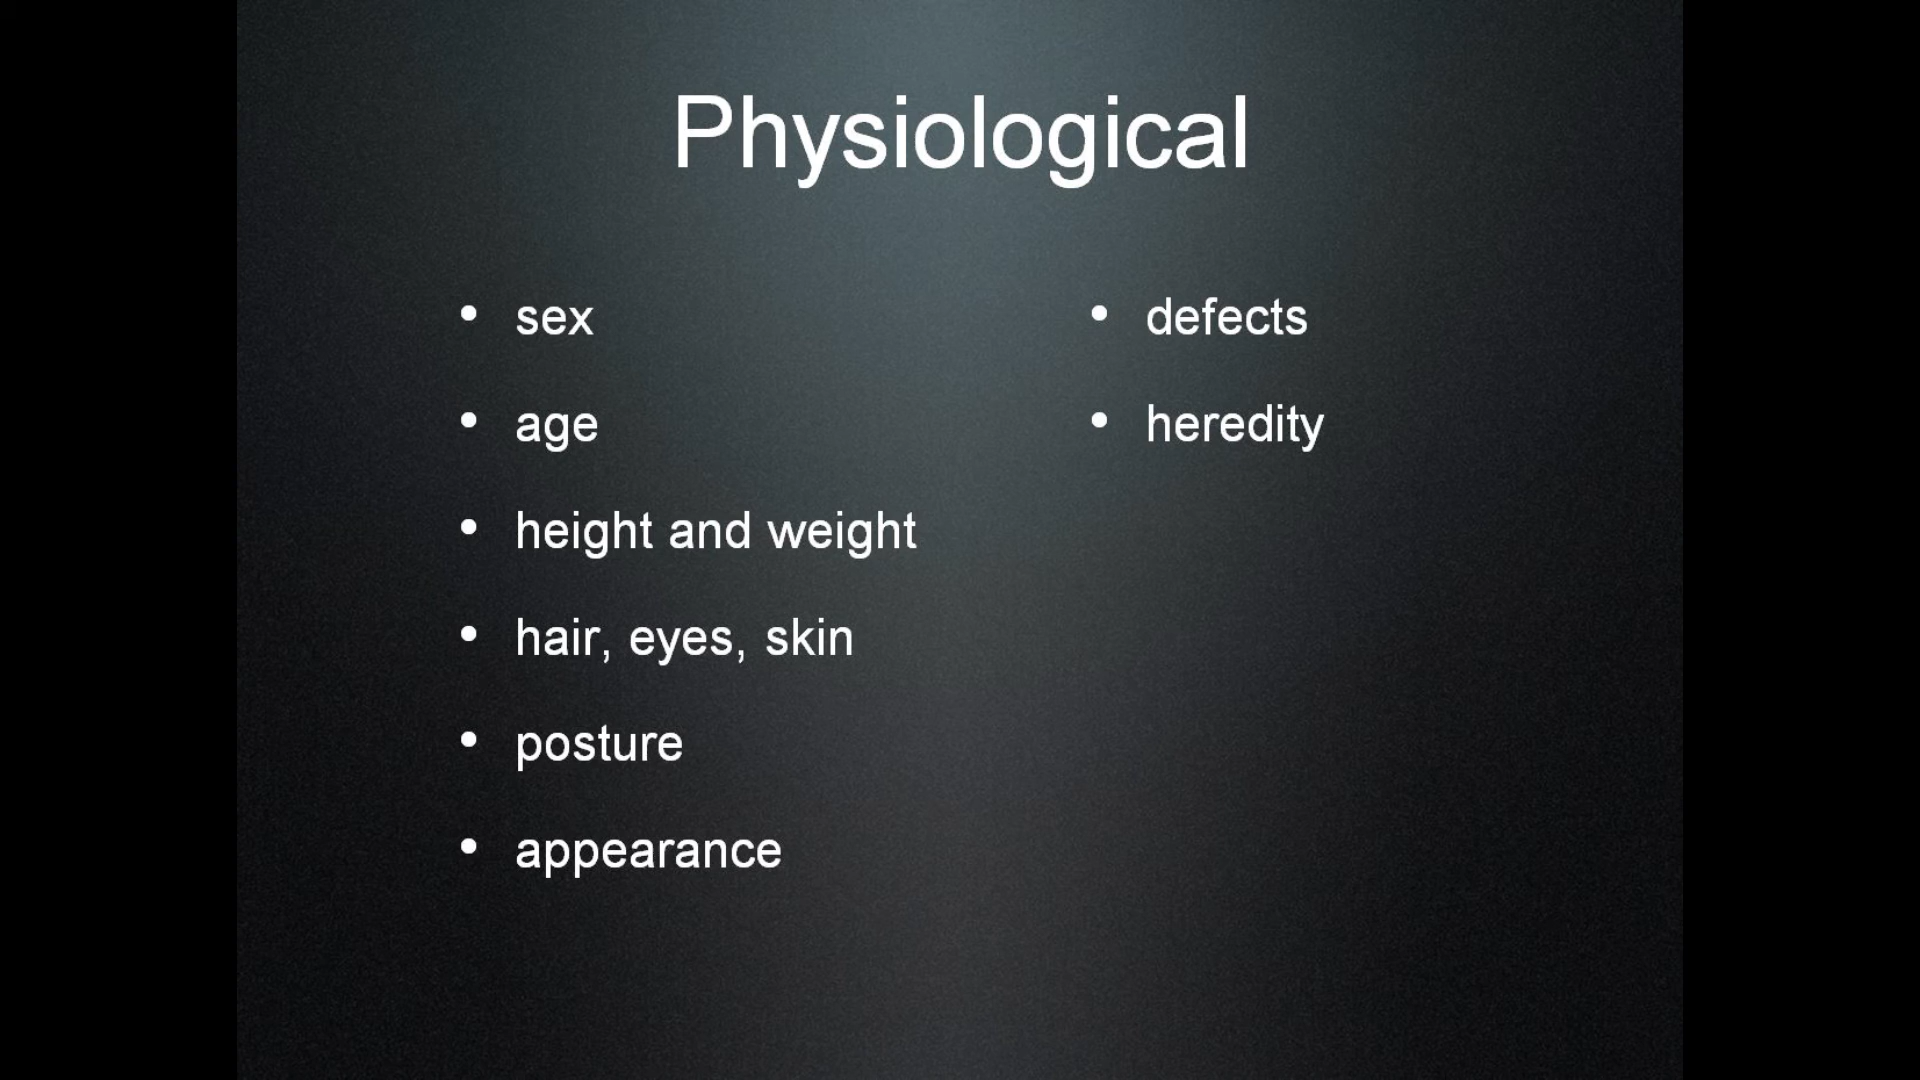 Physiological
• sex
• age
• height and weight
• hair, eyes, skin
• posture
• appearance
• defects
• heredity